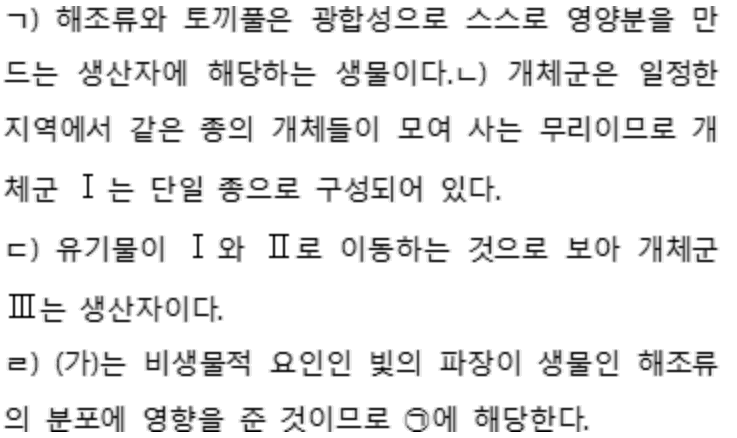 ㄱ) 해조류와 토끼풀은 광합성으로 스스로 영양분을 만
드는 생산자에 해당하는 생물이다.ㄴ) 개체군은 일정한
지역에서 같은 종의 개체들이 모여 사는 무리이므로 개
체군 Ⅰ는 단일 종으로 구성되어 있다.
ㄷ) 유기물이 Ⅰ와 Ⅱ로 이동하는 것으로 보아 개체군
Ⅲ는 생산자이다.
ㄹ) (가)는 비생물적 요인인 빛의 파장이 생물인 해조류
의 분포에 영향을 준 것이므로 ㉠에 해당한다.